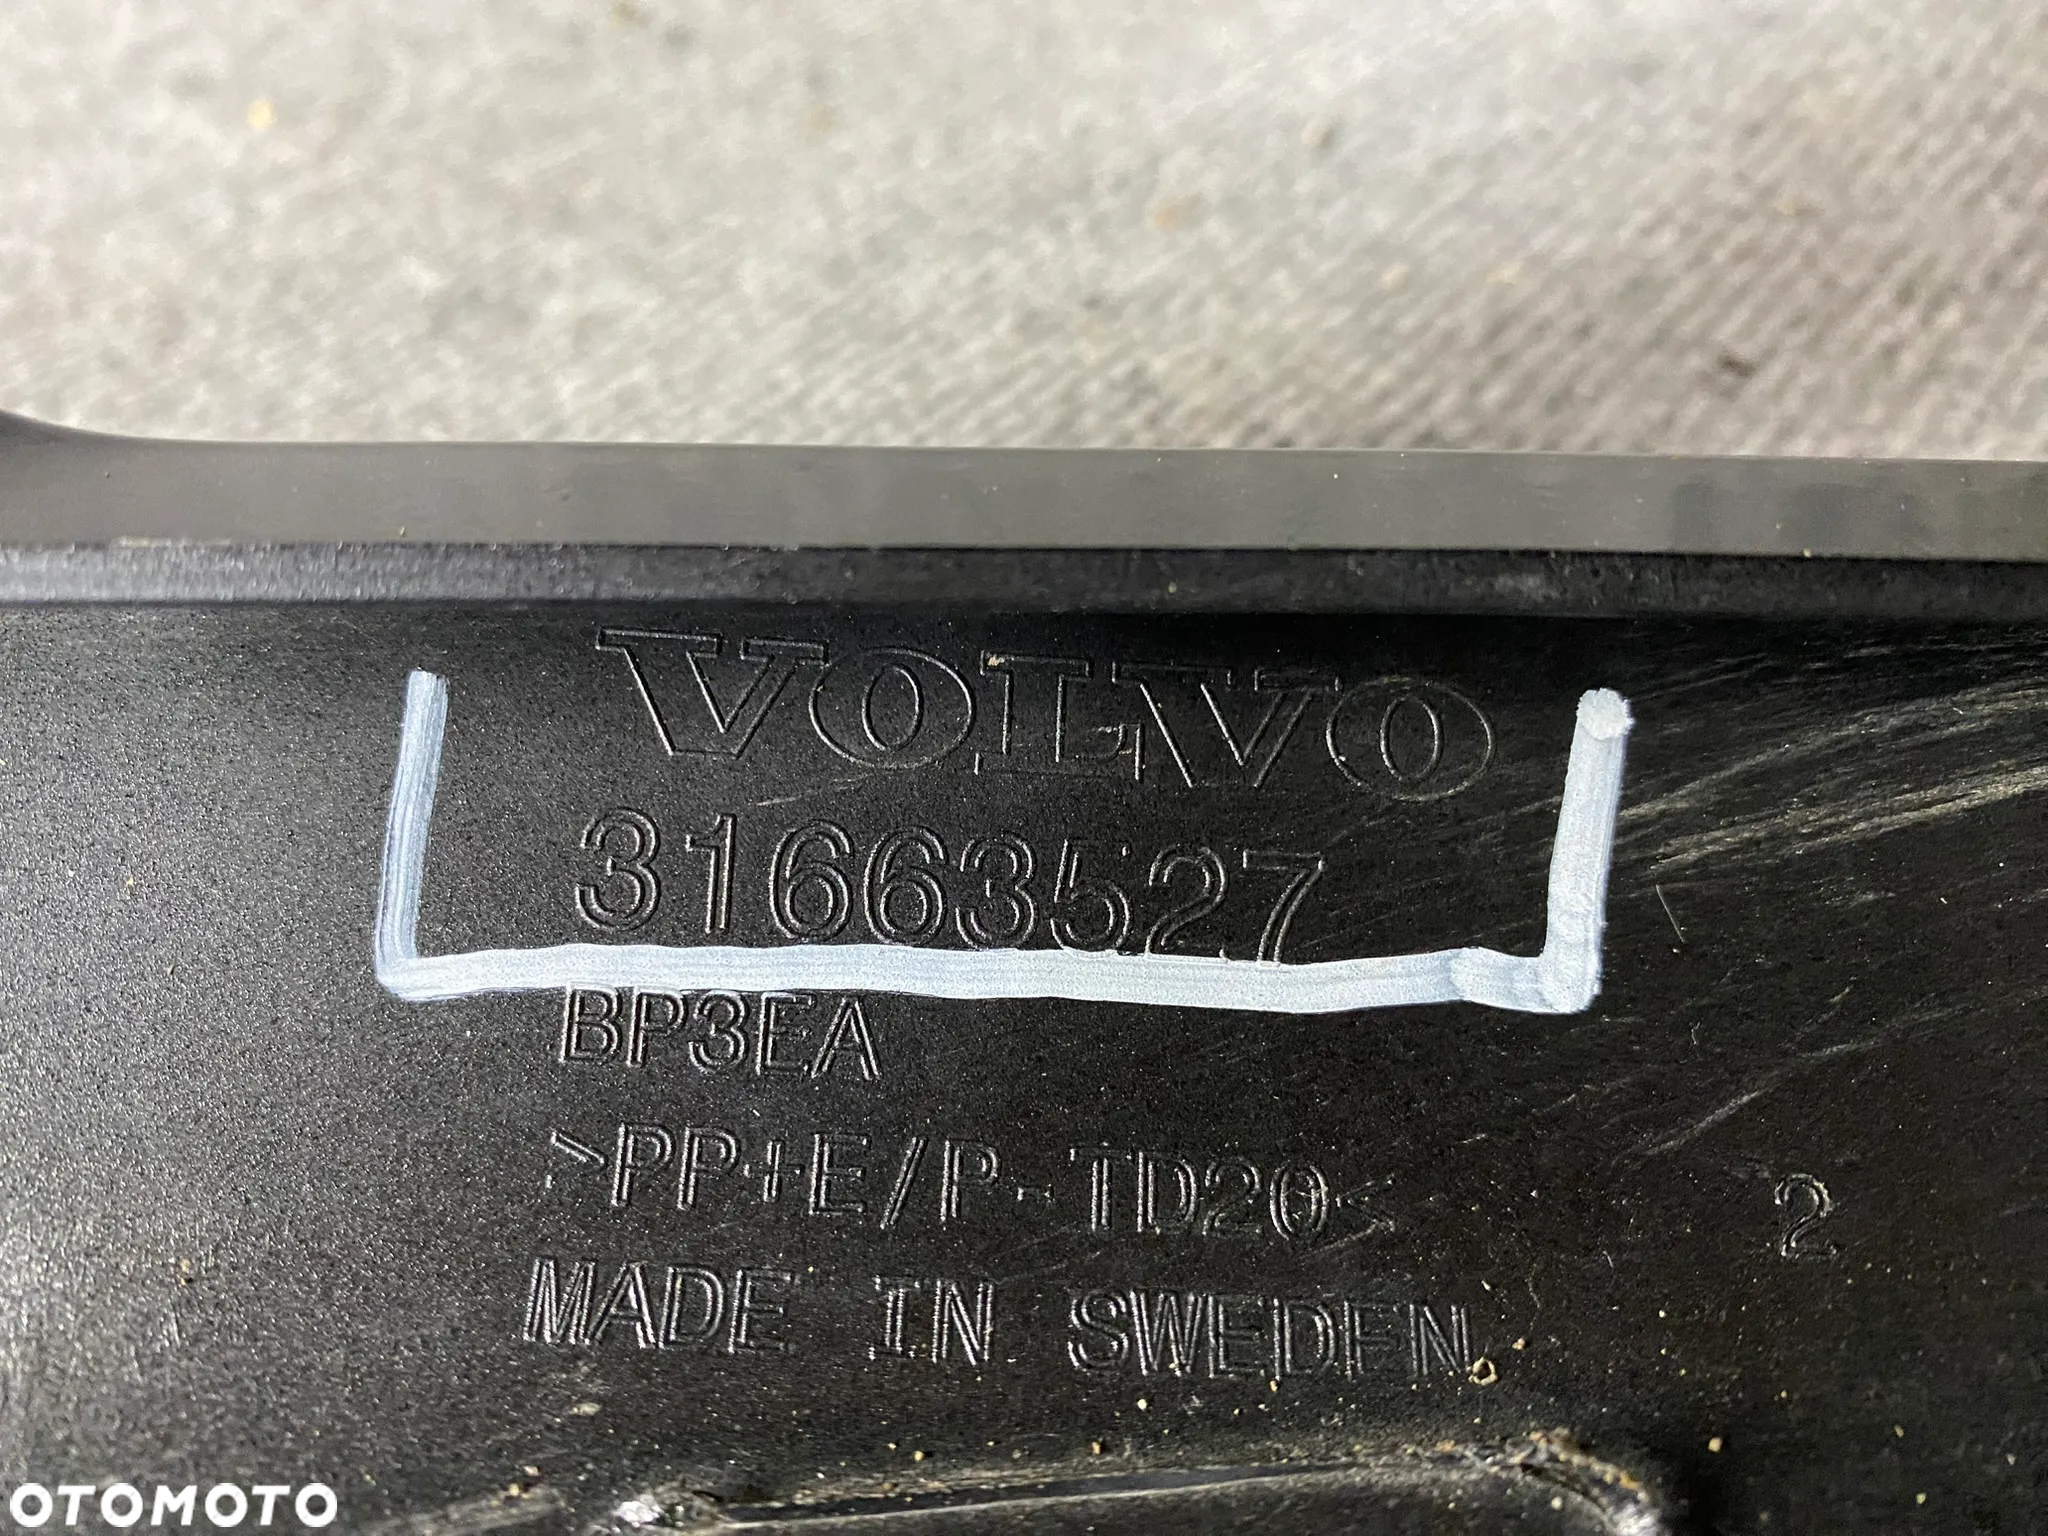 VOLVO
31663527
BP3EA
>PP+E/P-TD20<
2
MADE IN SWEDEN
OTOMOTO